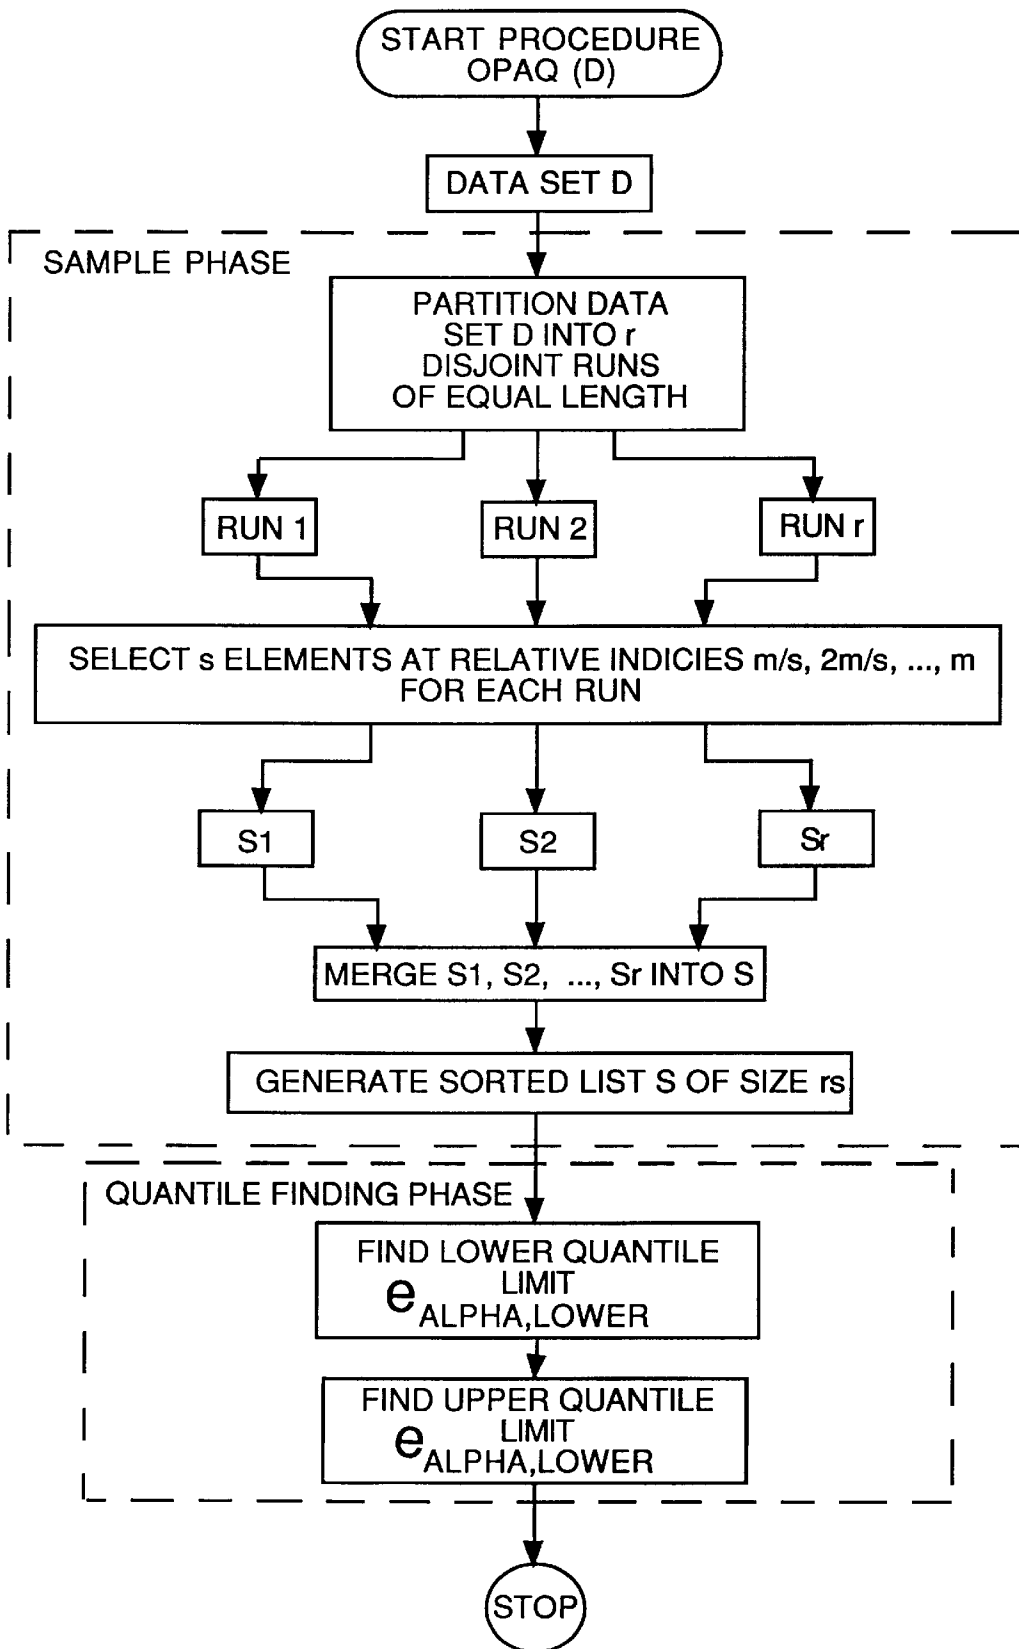 START PROCEDURE
OPAQ (D)
DATA SET D
SAMPLE PHASE
PARTITION DATA
SET D INTO r
DISJOINT RUNS
OF EQUAL LENGTH
RUN 1
RUN 2
RUN r
SELECT s ELEMENTS AT RELATIVE INDICIES m/s, 2m/s, ..., m
FOR EACH RUN
S1
S2
Sr
MERGE S1, S2, ..., Sr INTO S
GENERATE SORTED LIST S OF SIZE rs
QUANTILE FINDING PHASE
FIND LOWER QUANTILE
LIMIT
e ALPHA,LOWER
FIND UPPER QUANTILE
LIMIT
e ALPHA,LOWER
STOP